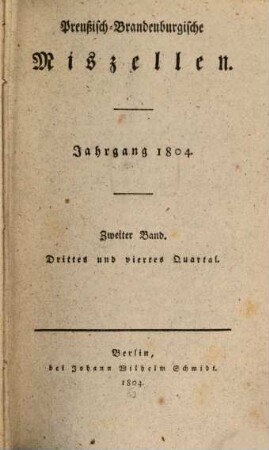 Preußisch-Brandenburgische
Miszellen.
Jahrgang 1804.
Zweiter Band.
Drittes und viertes Quartal.
Berlin,
bei Johann Wilhelm Schmidt.
1804.